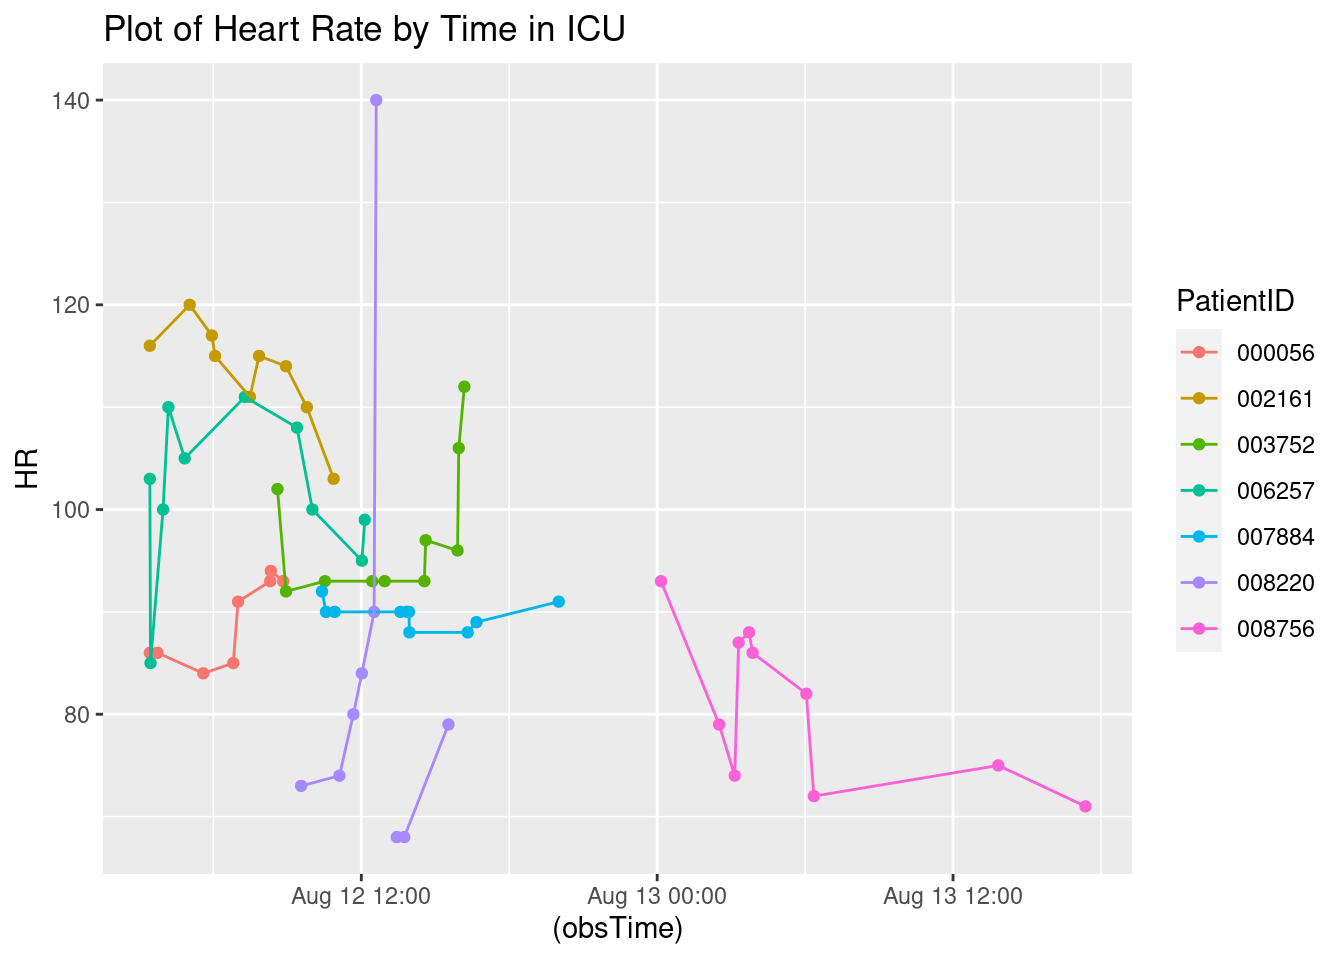 Plot of Heart Rate by Time in ICU
140
120
100
80
HR
Aug 12 12:00
Aug 13 00:00
Aug 13 12:00
(obsTime)
PatientID
000056
002161
003752
006257
007884
008220
008756